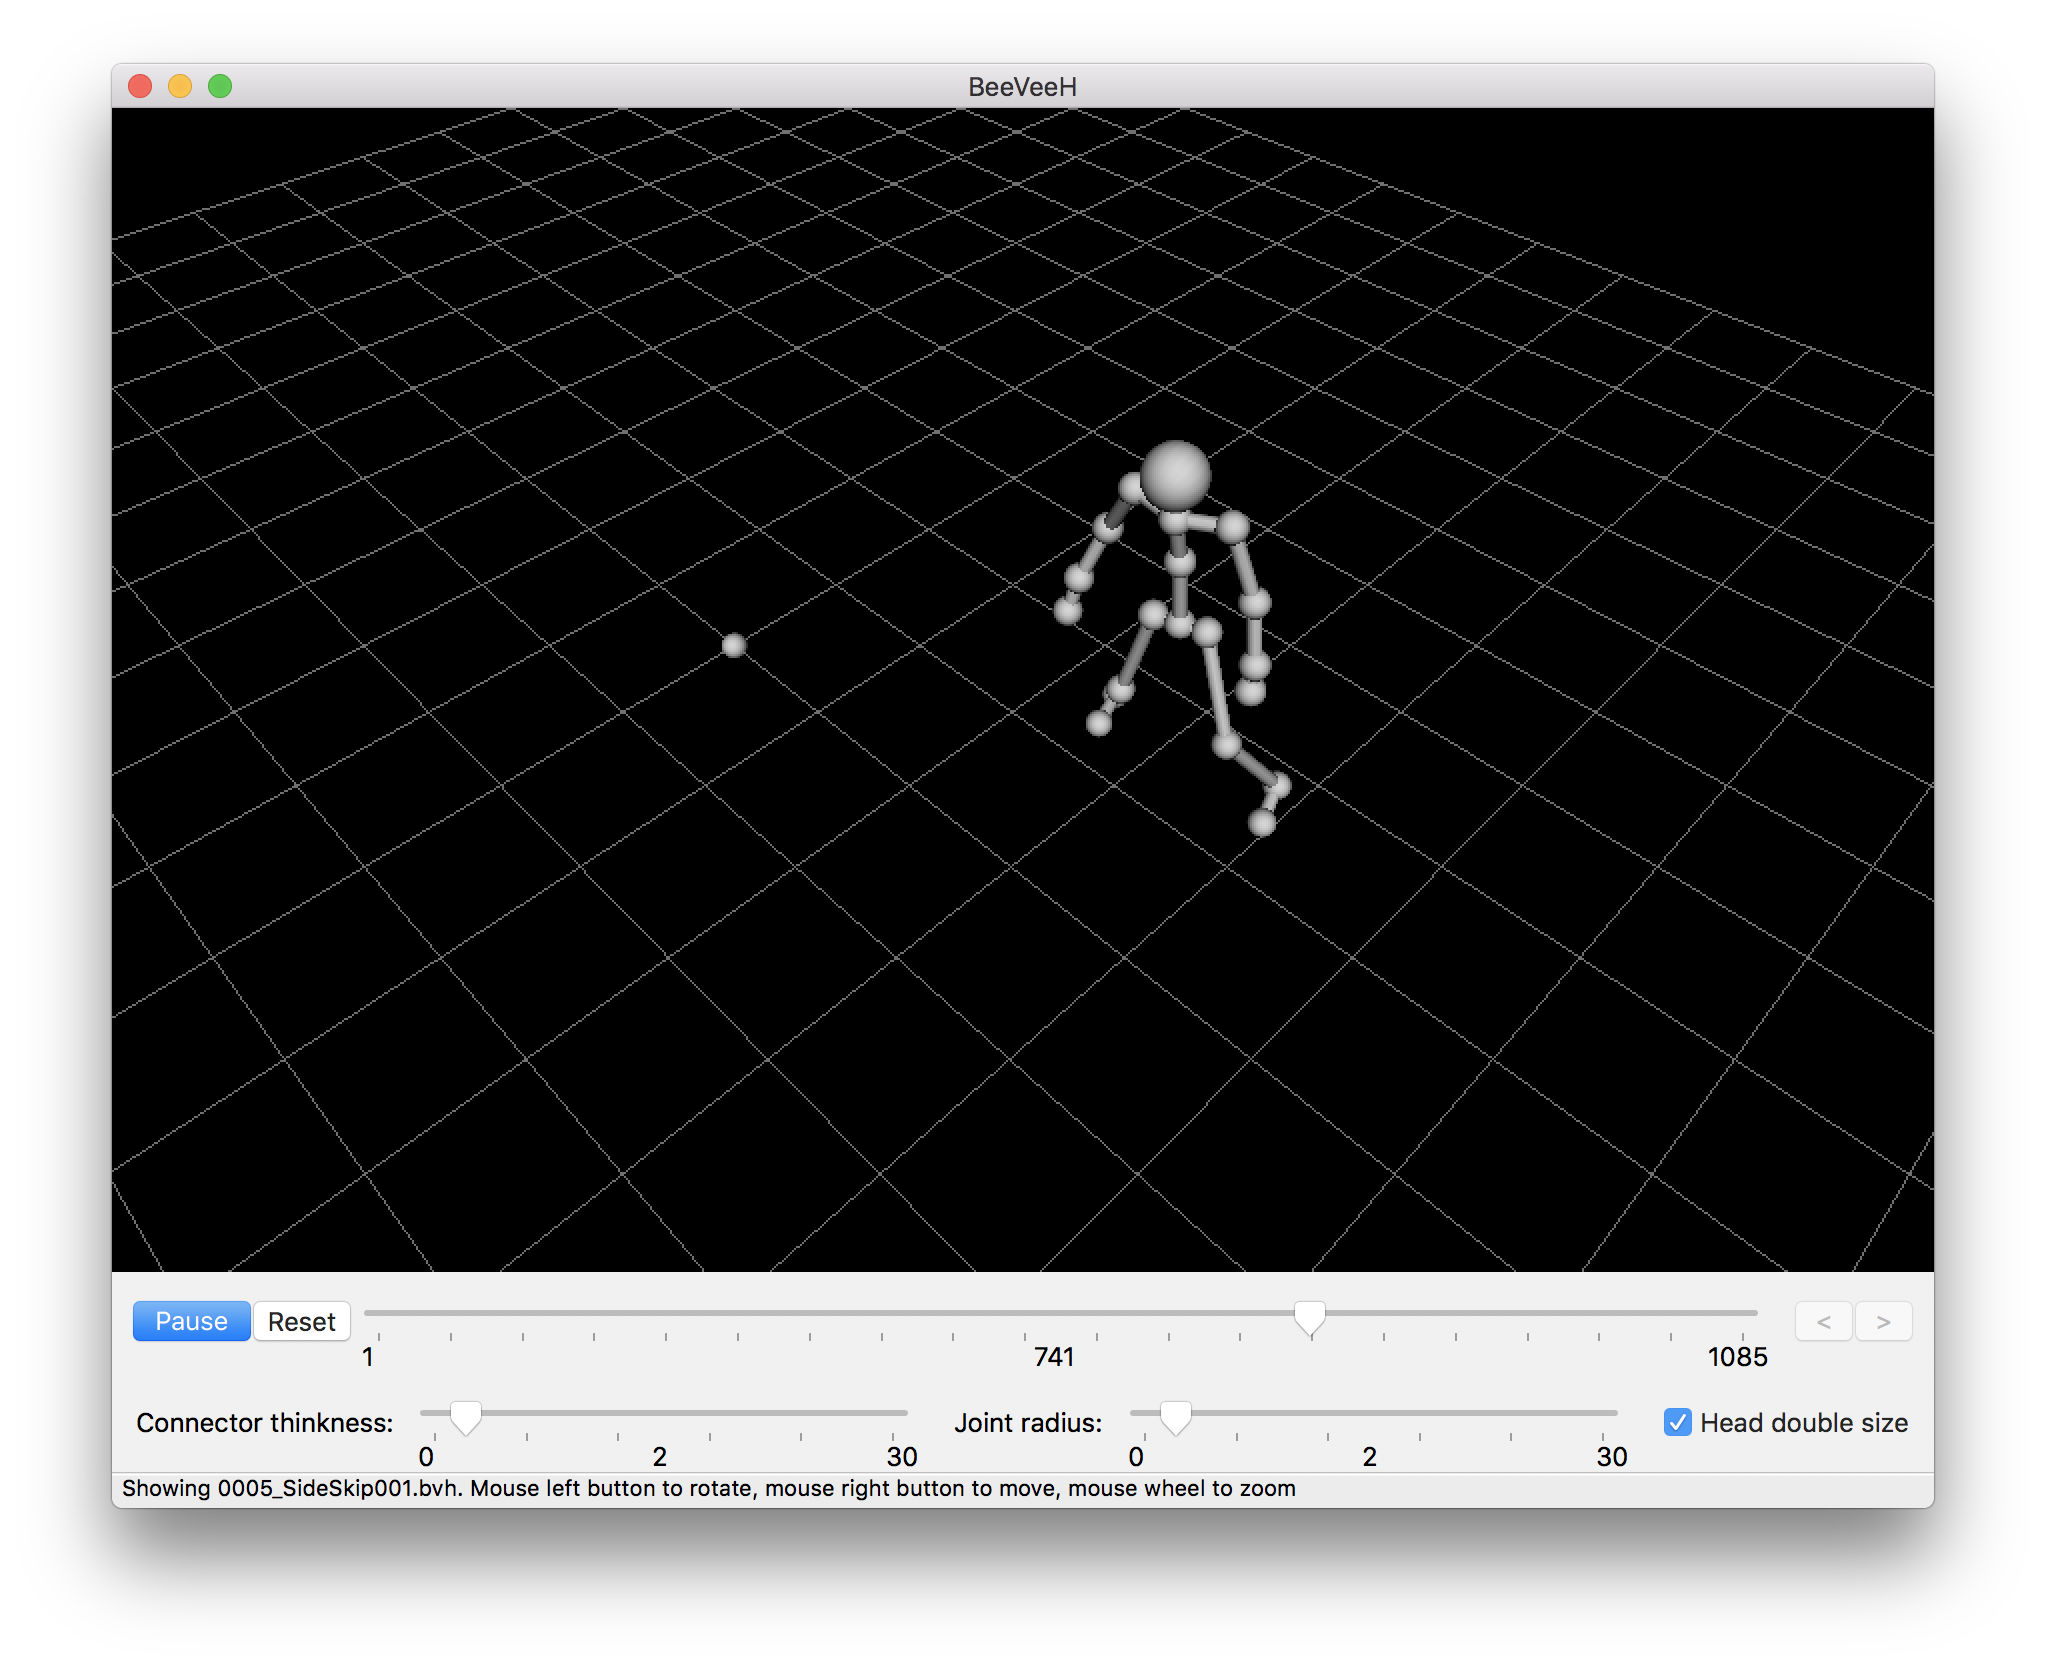 BeeVeeH
Pause Reset < >
1 741 1085
Connector thinkness: Joint radius: Head double size
0 2 30 0 2 30
Showing 0005_SideSkip001.bvh. Mouse left button to rotate, mouse right button to move, mouse wheel to zoom